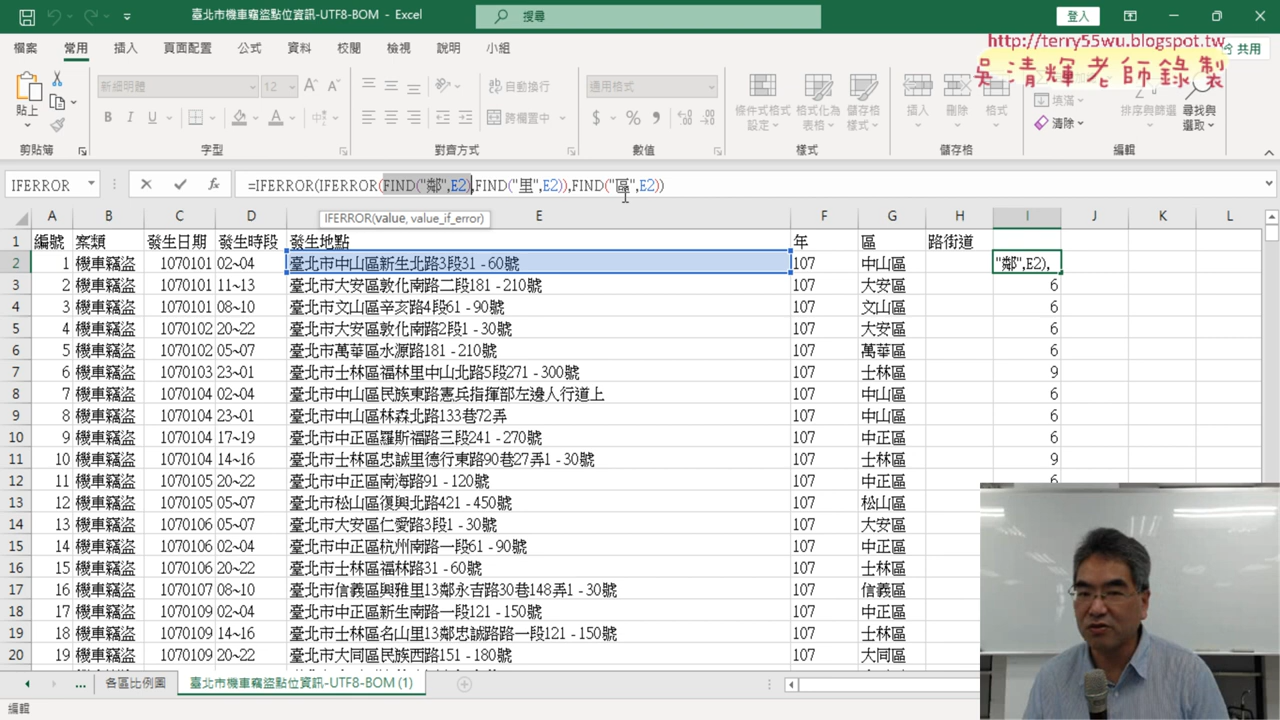 臺北市機車竊盜點位資訊-UTF8-BOM - Excel
搜尋
登入
檔案 常用 插入 頁面配置 公式 資料 校閱 檢視 說明 小組
共用
http://terry55wu.blogspot.tw
吳清輝老師錄製
貼上
新細明體 12
自動換行
跨欄置中
通用格式
條件式格式設定
格式化為表格
儲存格樣式
插入 刪除 格式
填滿
清除
排序與篩選
尋找與選取
剪貼簿 字型 對齊方式 數值 樣式 儲存格 編輯
IFERROR
=IFERROR(IFERROR(FIND("鄰",E2),FIND("里",E2)),FIND("區",E2))
IFERROR(value, value_if_error)
A B C D E F G H I J K L
1 編號 案類 發生日期 發生時段 發生地點 年 區 路街道
2 1 機車竊盜 1070101 02~04 臺北市中山區新生北路3段31 - 60號 107 中山區 "鄰",E2),
3 2 機車竊盜 1070101 11~13 臺北市大安區敦化南路二段181 - 210號 107 大安區 6
4 3 機車竊盜 1070101 08~10 臺北市文山區辛亥路4段61 - 90號 107 文山區 6
5 4 機車竊盜 1070102 20~22 臺北市大安區敦化南路2段1 - 30號 107 大安區 6
6 5 機車竊盜 1070102 05~07 臺北市萬華區水源路181 - 210號 107 萬華區 6
7 6 機車竊盜 1070103 23~01 臺北市士林區福林里中山北路5段271 - 300號 107 士林區 9
8 7 機車竊盜 1070104 02~04 臺北市中山區民族東路憲兵指揮部左邊人行道上 107 中山區 6
9 8 機車竊盜 1070104 23~01 臺北市中山區林森北路133巷72弄 107 中山區 6
10 9 機車竊盜 1070104 17~19 臺北市中正區羅斯福路三段241 - 270號 107 中正區 6
11 10 機車竊盜 1070104 14~16 臺北市士林區忠誠里德行東路90巷27弄1 - 30號 107 士林區 9
12 11 機車竊盜 1070105 20~22 臺北市中正區南海路91 - 120號 107 中正區 6
13 12 機車竊盜 1070105 05~07 臺北市松山區復興北路421 - 450號 107 松山區
14 13 機車竊盜 1070106 05~07 臺北市大安區仁愛路3段1 - 30號 107 大安區
15 14 機車竊盜 1070106 02~04 臺北市中正區杭州南路一段61 - 90號 107 中正區
16 15 機車竊盜 1070106 20~22 臺北市士林區福林路31 - 60號 107 士林區
17 16 機車竊盜 1070107 08~10 臺北市信義區興雅里13鄰永吉路30巷148弄1 - 30號 107 信義區
18 17 機車竊盜 1070109 02~04 臺北市中正區新生南路一段121 - 150號 107 中正區
19 18 機車竊盜 1070109 14~16 臺北市士林區名山里13鄰忠誠路路一段121 - 150號 107 士林區
20 19 機車竊盜 1070109 20~22 臺北市大同區民族西路151 - 180號 107 大同區
... 各區比例圖 臺北市機車竊盜點位資訊-UTF8-BOM (1)
編輯